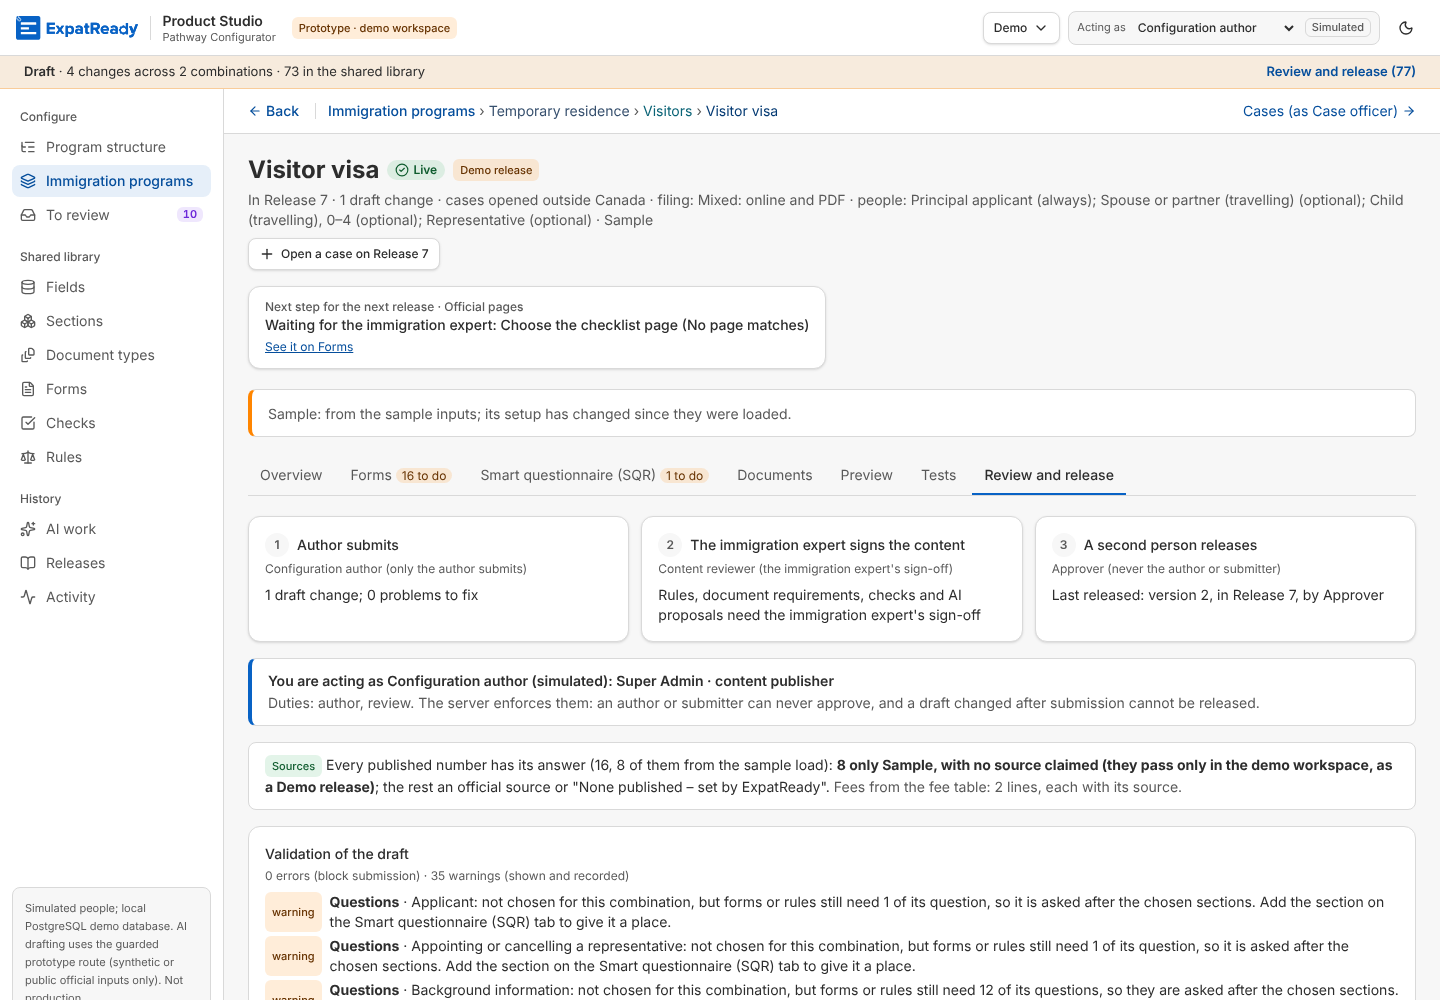 ExpatReady
Product Studio
Pathway Configurator
Prototype · demo workspace
Demo
Acting as
Configuration author
Simulated
Draft · 4 changes across 2 combinations · 73 in the shared library
Review and release (77)
Configure
Program structure
Immigration programs
To review
10
Shared library
Fields
Sections
Document types
Forms
Checks
Rules
History
AI work
Releases
Activity
Simulated people; local
PostgreSQL demo database. AI
drafting uses the guarded
prototype route (synthetic or
public official inputs only). Not
production.
← Back
Immigration programs › Temporary residence › Visitors › Visitor visa
Cases (as Case officer) →
Visitor visa
Live
Demo release
In Release 7 · 1 draft change · cases opened outside Canada · filing: Mixed: online and PDF · people: Principal applicant (always); Spouse or partner (travelling) (optional); Child
(travelling), 0–4 (optional); Representative (optional) · Sample
Open a case on Release 7
Next step for the next release · Official pages
Waiting for the immigration expert: Choose the checklist page (No page matches)
See it on Forms
Sample: from the sample inputs; its setup has changed since they were loaded.
Overview
Forms 16 to do
Smart questionnaire (SQR) 1 to do
Documents
Preview
Tests
Review and release
1 Author submits
Configuration author (only the author submits)
1 draft change; 0 problems to fix
2 The immigration expert signs the content
Content reviewer (the immigration expert's sign-off)
Rules, document requirements, checks and AI
proposals need the immigration expert's sign-off
3 A second person releases
Approver (never the author or submitter)
Last released: version 2, in Release 7, by Approver
You are acting as Configuration author (simulated): Super Admin · content publisher
Duties: author, review. The server enforces them: an author or submitter can never approve, and a draft changed after submission cannot be released.
Sources Every published number has its answer (16, 8 of them from the sample load): 8 only Sample, with no source claimed (they pass only in the demo workspace, as
a Demo release); the rest an official source or "None published – set by ExpatReady". Fees from the fee table: 2 lines, each with its source.
Validation of the draft
0 errors (block submission) · 35 warnings (shown and recorded)
warning
Questions · Applicant: not chosen for this combination, but forms or rules still need 1 of its question, so it is asked after the chosen sections. Add the section on
the Smart questionnaire (SQR) tab to give it a place.
warning
Questions · Appointing or cancelling a representative: not chosen for this combination, but forms or rules still need 1 of its question, so it is asked after the
chosen sections. Add the section on the Smart questionnaire (SQR) tab to give it a place.
warning
Questions · Background information: not chosen for this combination, but forms or rules still need 12 of its questions, so they are asked after the chosen sections.